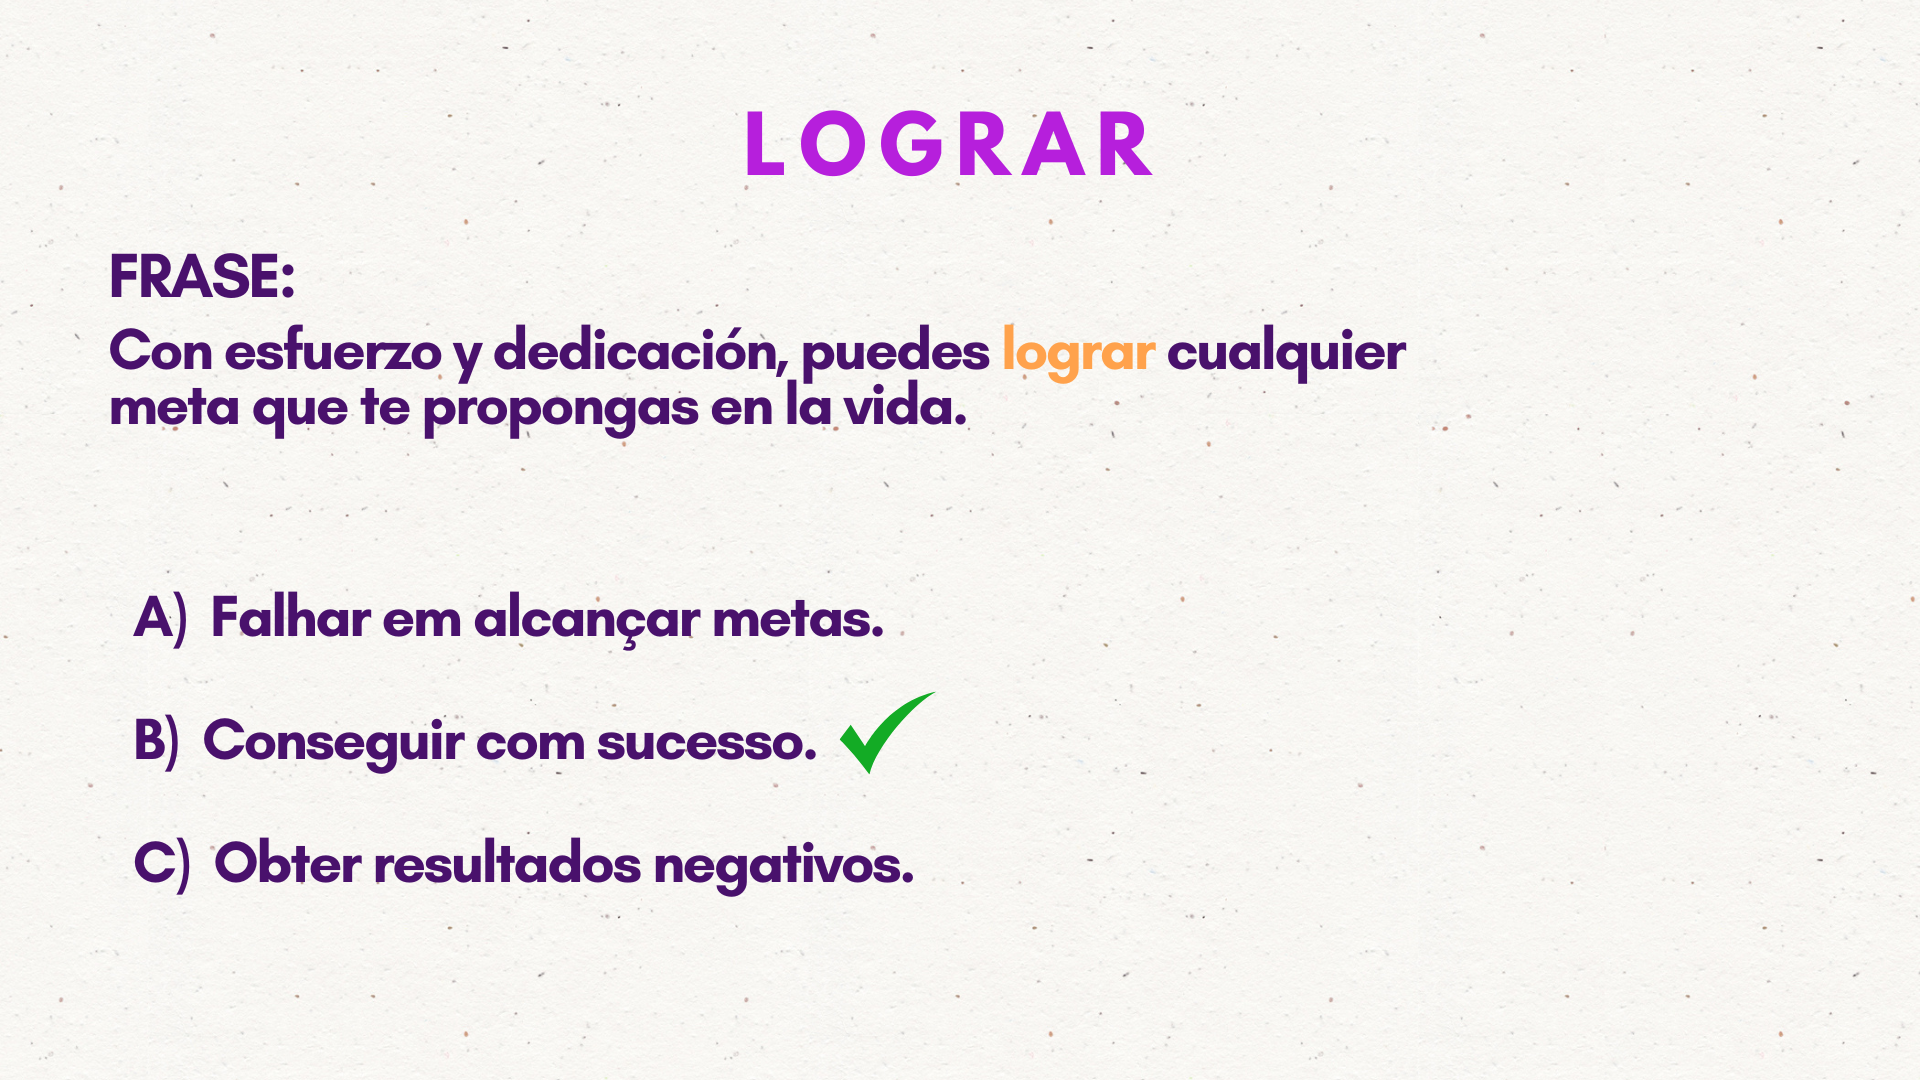 LOGRAR
FRASE:
Con esfuerzo y dedicación, puedes lograr cualquier
meta que te propongas en la vida.
A) Falhar em alcançar metas.
B) Conseguir com sucesso.
C) Obter resultados negativos.